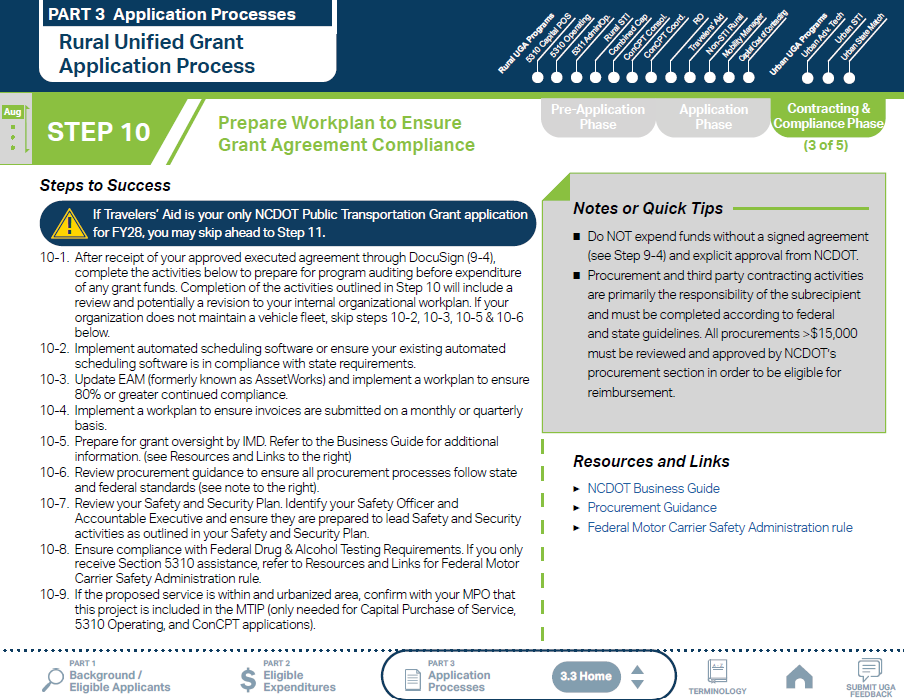 PART 3 Application Processes
Rural Unified Grant
Application Process
Rural UGA Programs
5310 Capital POS
5310 Operating
5311 Admin/Op.
Rural STI
Combined Cap.
ConCPT Consol.
ConCPT Coord.
RO
Travelers' Aid
Non-STI Rural
Mobility Manager
Capital Cost of Contracting
Urban UGA Programs
Urban Adv. Tech
Urban STI
Urban State Match
Aug
STEP 10
Prepare Workplan to Ensure
Grant Agreement Compliance
Pre-Application
Phase
Application
Phase
Contracting &
Compliance Phase
(3 of 5)
Steps to Success
If Travelers' Aid is your only NCDOT Public Transportation Grant application
for FY28, you may skip ahead to Step 11.
10-1. After receipt of your approved executed agreement through DocuSign (9-4),
complete the activities below to prepare for program auditing before expenditure
of any grant funds. Completion of the activities outlined in Step 10 will include a
review and potentially a revision to your internal organizational workplan. If your
organization does not maintain a vehicle fleet, skip steps 10-2, 10-3, 10-5 & 10-6
below.
10-2. Implement automated scheduling software or ensure your existing automated
scheduling software is in compliance with state requirements.
10-3. Update EAM (formerly known as AssetWorks) and implement a workplan to ensure
80% or greater continued compliance.
10-4. Implement a workplan to ensure invoices are submitted on a monthly or quarterly
basis.
10-5. Prepare for grant oversight by IMD. Refer to the Business Guide for additional
information. (see Resources and Links to the right)
10-6. Review procurement guidance to ensure all procurement processes follow state
and federal standards (see note to the right).
10-7. Review your Safety and Security Plan. Identify your Safety Officer and
Accountable Executive and ensure they are prepared to lead Safety and Security
activities as outlined in your Safety and Security Plan.
10-8. Ensure compliance with Federal Drug & Alcohol Testing Requirements. If you only
receive Section 5310 assistance, refer to Resources and Links for Federal Motor
Carrier Safety Administration rule.
10-9. If the proposed service is within and urbanized area, confirm with your MPO that
this project is included in the MTIP (only needed for Capital Purchase of Service,
5310 Operating, and ConCPT applications).
Notes or Quick Tips
■ Do NOT expend funds without a signed agreement
(see Step 9-4) and explicit approval from NCDOT.
■ Procurement and third party contracting activities
are primarily the responsibility of the subrecipient
and must be completed according to federal
and state guidelines. All procurements >$15,000
must be reviewed and approved by NCDOT's
procurement section in order to be eligible for
reimbursement.
Resources and Links
► NCDOT Business Guide
► Procurement Guidance
► Federal Motor Carrier Safety Administration rule
PART 1
Background /
Eligible Applicants
PART 2
Eligible
Expenditures
PART 3
Application
Processes
3.3 Home
A-Z
TERMINOLOGY
SUBMIT UGA
FEEDBACK